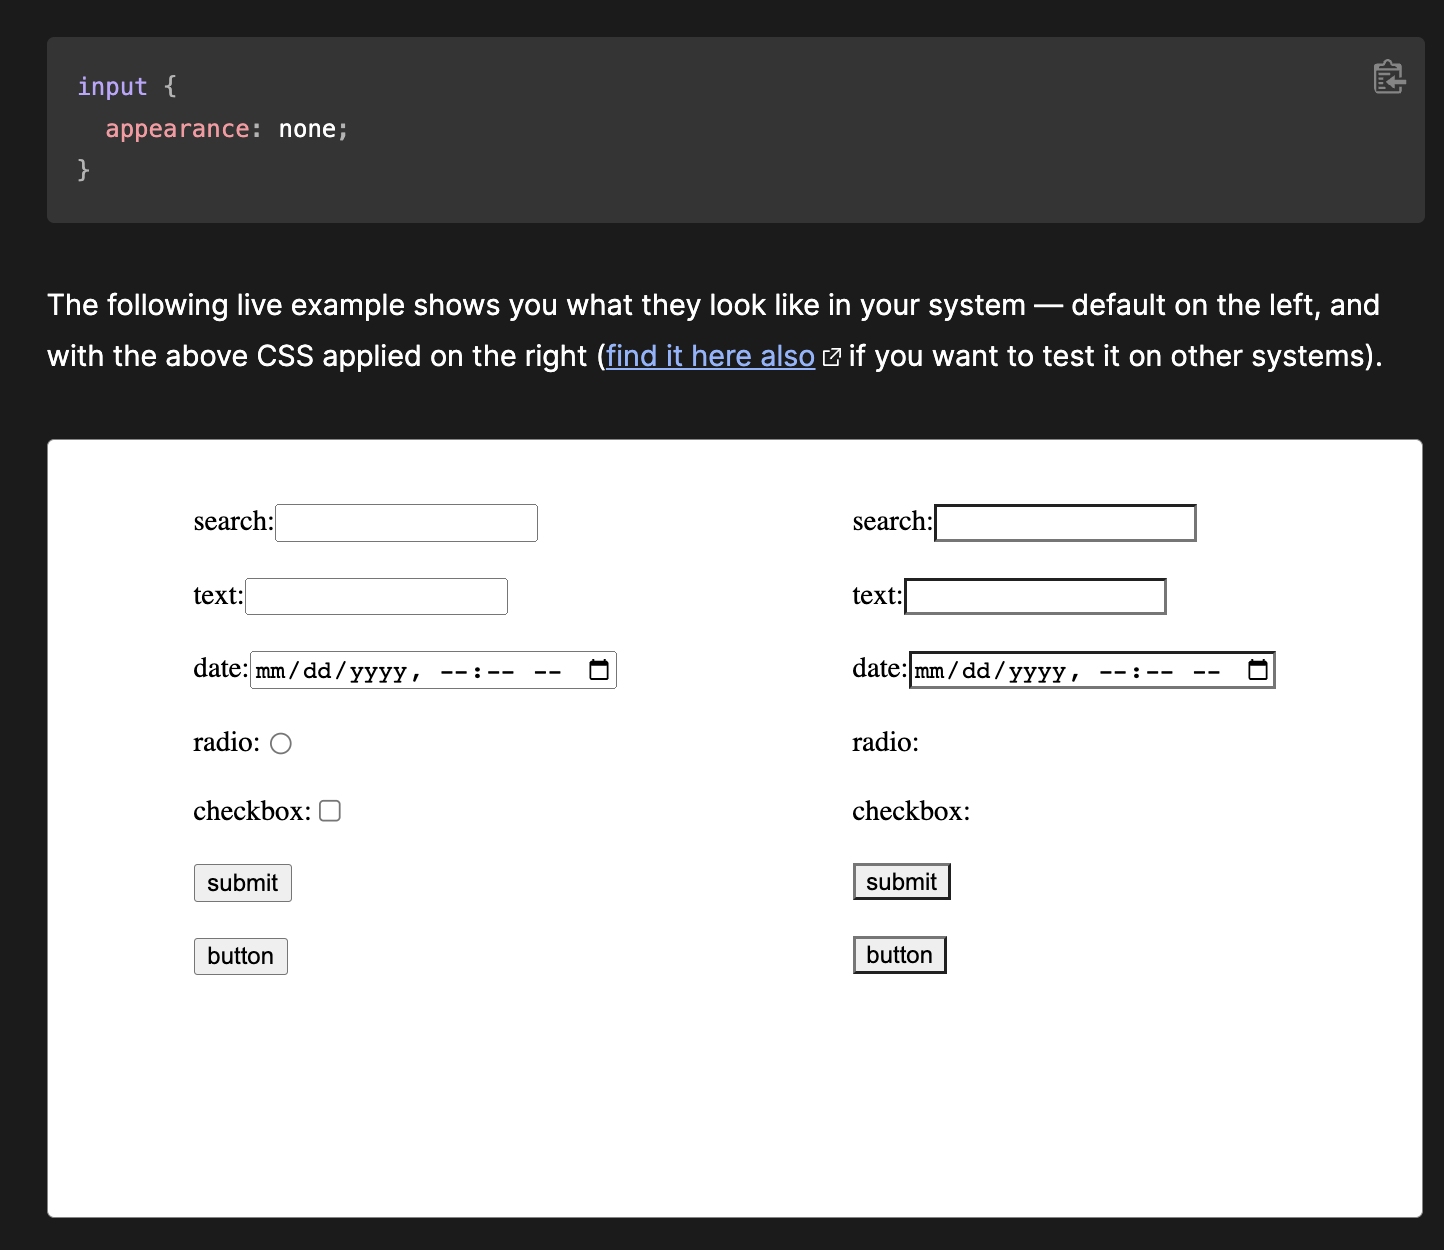 input {
  appearance: none;
}
The following live example shows you what they look like in your system — default on the left, and
with the above CSS applied on the right (find it here also if you want to test it on other systems).
search:
text:
date: mm/dd/yyyy, --:-- --
radio:
checkbox:
submit
button
search:
text:
date: mm/dd/yyyy, --:-- --
radio:
checkbox:
submit
button